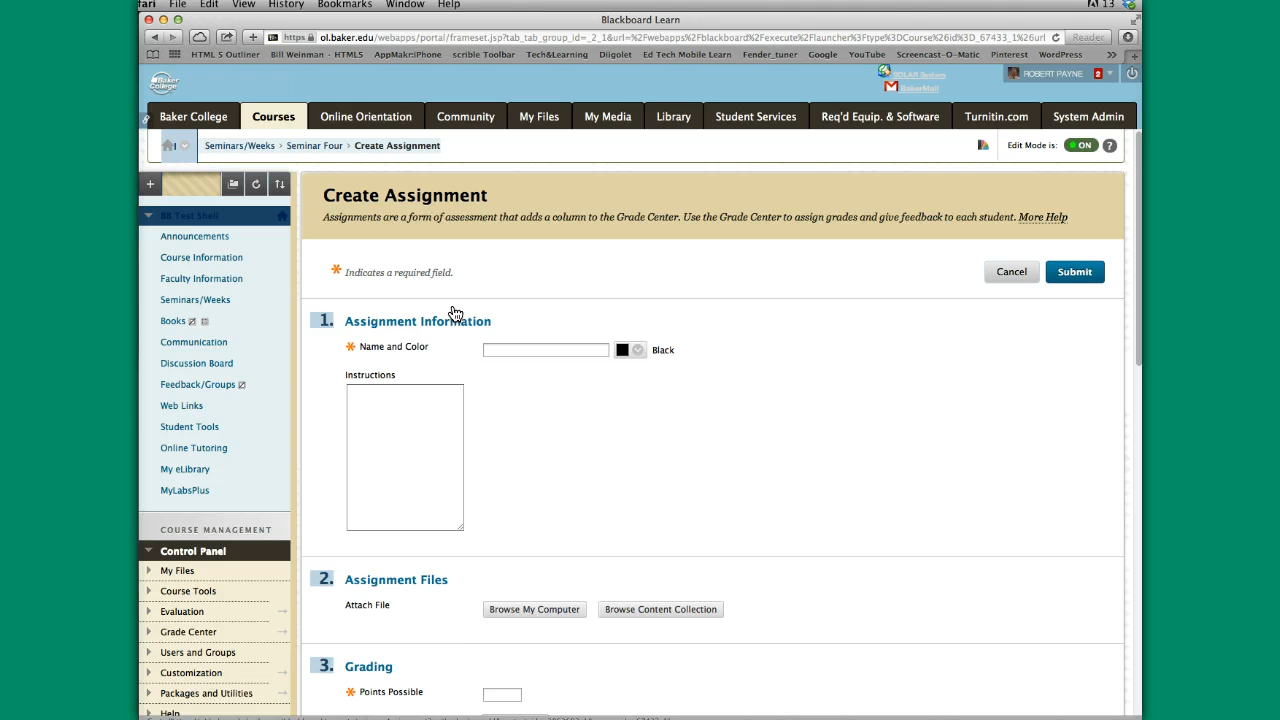 fari File Edit View History Bookmarks Window Help 13
Blackboard Learn
https ol.baker.edu/webapps/portal/frameset.jsp?tab_tab_group_id=_2_1&url=%2Fwebapps%2Fblackboard%2Fexecute%2Flauncher%3Ftype%3DCourse%26id%3D_67433_1%26url Reader
HTML 5 Outliner Bill Weinman - HTML5 AppMakr:iPhone scrible Toolbar Tech&Learning Diigolet Ed Tech Mobile Learn Fender_tuner Google YouTube Screencast-O-Matic Pinterest WordPress
Baker College
SOLAR System
BakerMail
ROBERT PAYNE 2
Baker College Courses Online Orientation Community My Files My Media Library Student Services Req'd Equip. & Software Turnitin.com System Admin
Seminars/Weeks > Seminar Four > Create Assignment
Edit Mode is: ON ?
BB Test Shell
Announcements
Course Information
Faculty Information
Seminars/Weeks
Books
Communication
Discussion Board
Feedback/Groups
Web Links
Student Tools
Online Tutoring
My eLibrary
MyLabsPlus
COURSE MANAGEMENT
Control Panel
My Files
Course Tools
Evaluation
Grade Center
Users and Groups
Customization
Packages and Utilities
Help
Create Assignment
Assignments are a form of assessment that adds a column to the Grade Center. Use the Grade Center to assign grades and give feedback to each student. More Help
* Indicates a required field.
Cancel Submit
1. Assignment Information
* Name and Color Black
Instructions
2. Assignment Files
Attach File Browse My Computer Browse Content Collection
3. Grading
* Points Possible